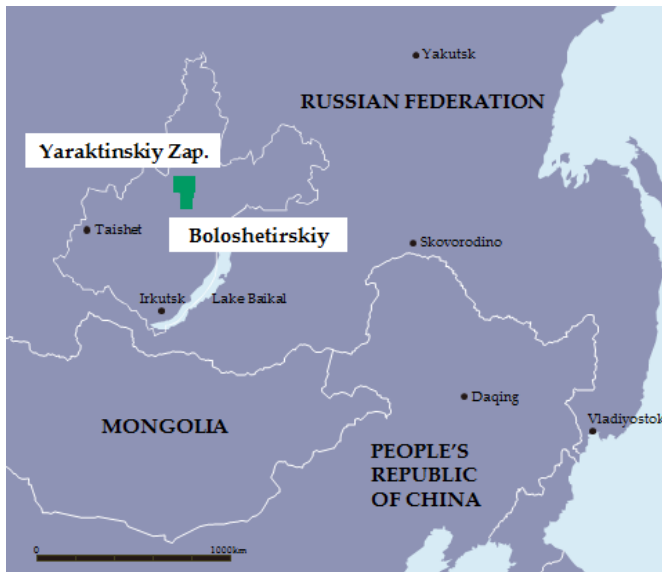 Yakutsk
RUSSIAN FEDERATION
Yaraktinskiy Zap.
Taishet
Boloshetirskiy
Skovorodino
Irkutsk
Lake Baikal
Daqing
MONGOLIA
Vladiyostok
PEOPLE'S
REPUBLIC
OF CHINA
0
1000km